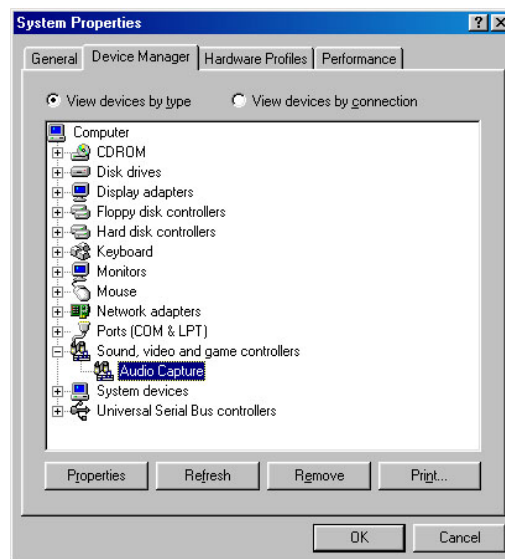 System Properties
General Device Manager Hardware Profiles Performance
View devices by type View devices by connection
Computer
CDROM
Disk drives
Display adapters
Floppy disk controllers
Hard disk controllers
Keyboard
Monitors
Mouse
Network adapters
Ports (COM & LPT)
Sound, video and game controllers
Audio Capture
System devices
Universal Serial Bus controllers
Properties Refresh Remove Print...
OK Cancel